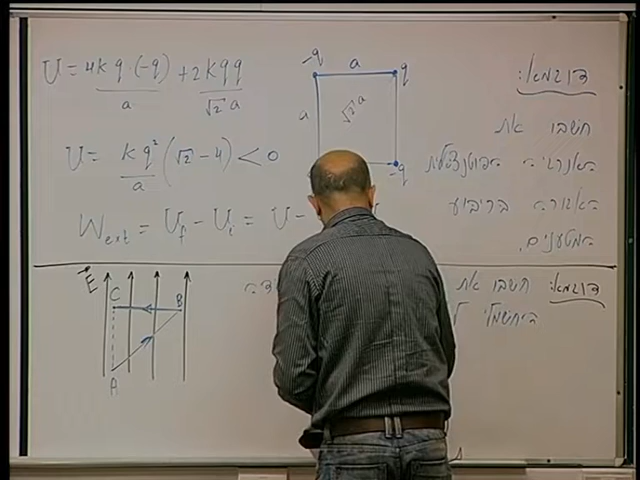 דוגמא:
חשבו את
האנרגיה הפוטנציאלית
האגורה בריבוע
המטענים.
U = 4kq(-q)/a + 2kqq/√2 a
U = kq²/a (√2 - 4) < 0
W_ext = U_f - U_i = U -
-q a q
a √2 a
-q
דוגמא: חשבו את
החשמלי
E
C B
A